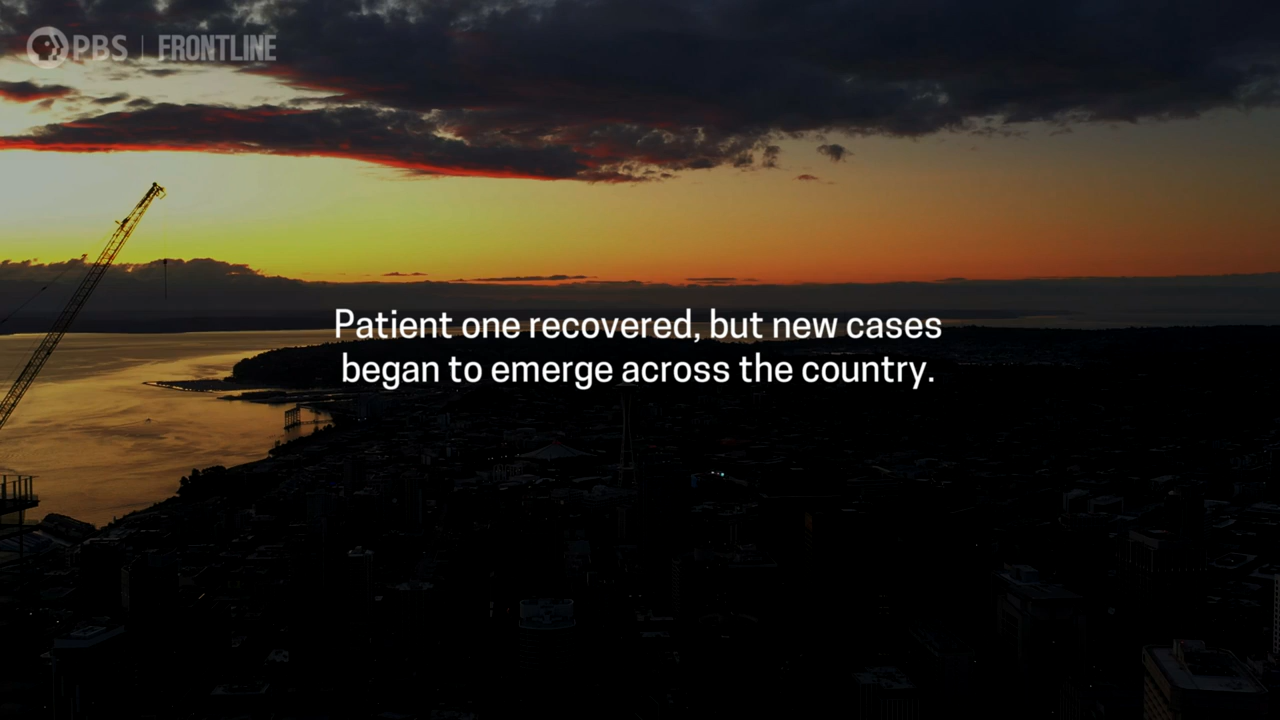 PBS | FRONTLINE
Patient one recovered, but new cases
began to emerge across the country.